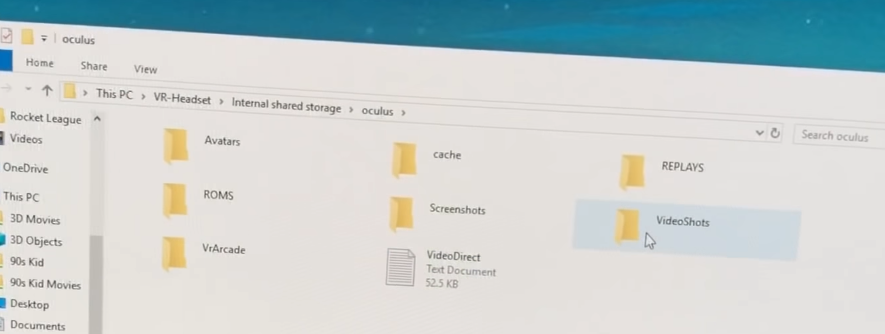 oculus
Home Share View
This PC > VR-Headset > Internal shared storage > oculus >
Search oculus
Rocket League
Videos
OneDrive
This PC
3D Movies
3D Objects
90s Kid
90s Kid Movies
Desktop
Documents
Avatars
cache
REPLAYS
ROMS
Screenshots
VideoShots
VrArcade
VideoDirect
Text Document
52.5 KB